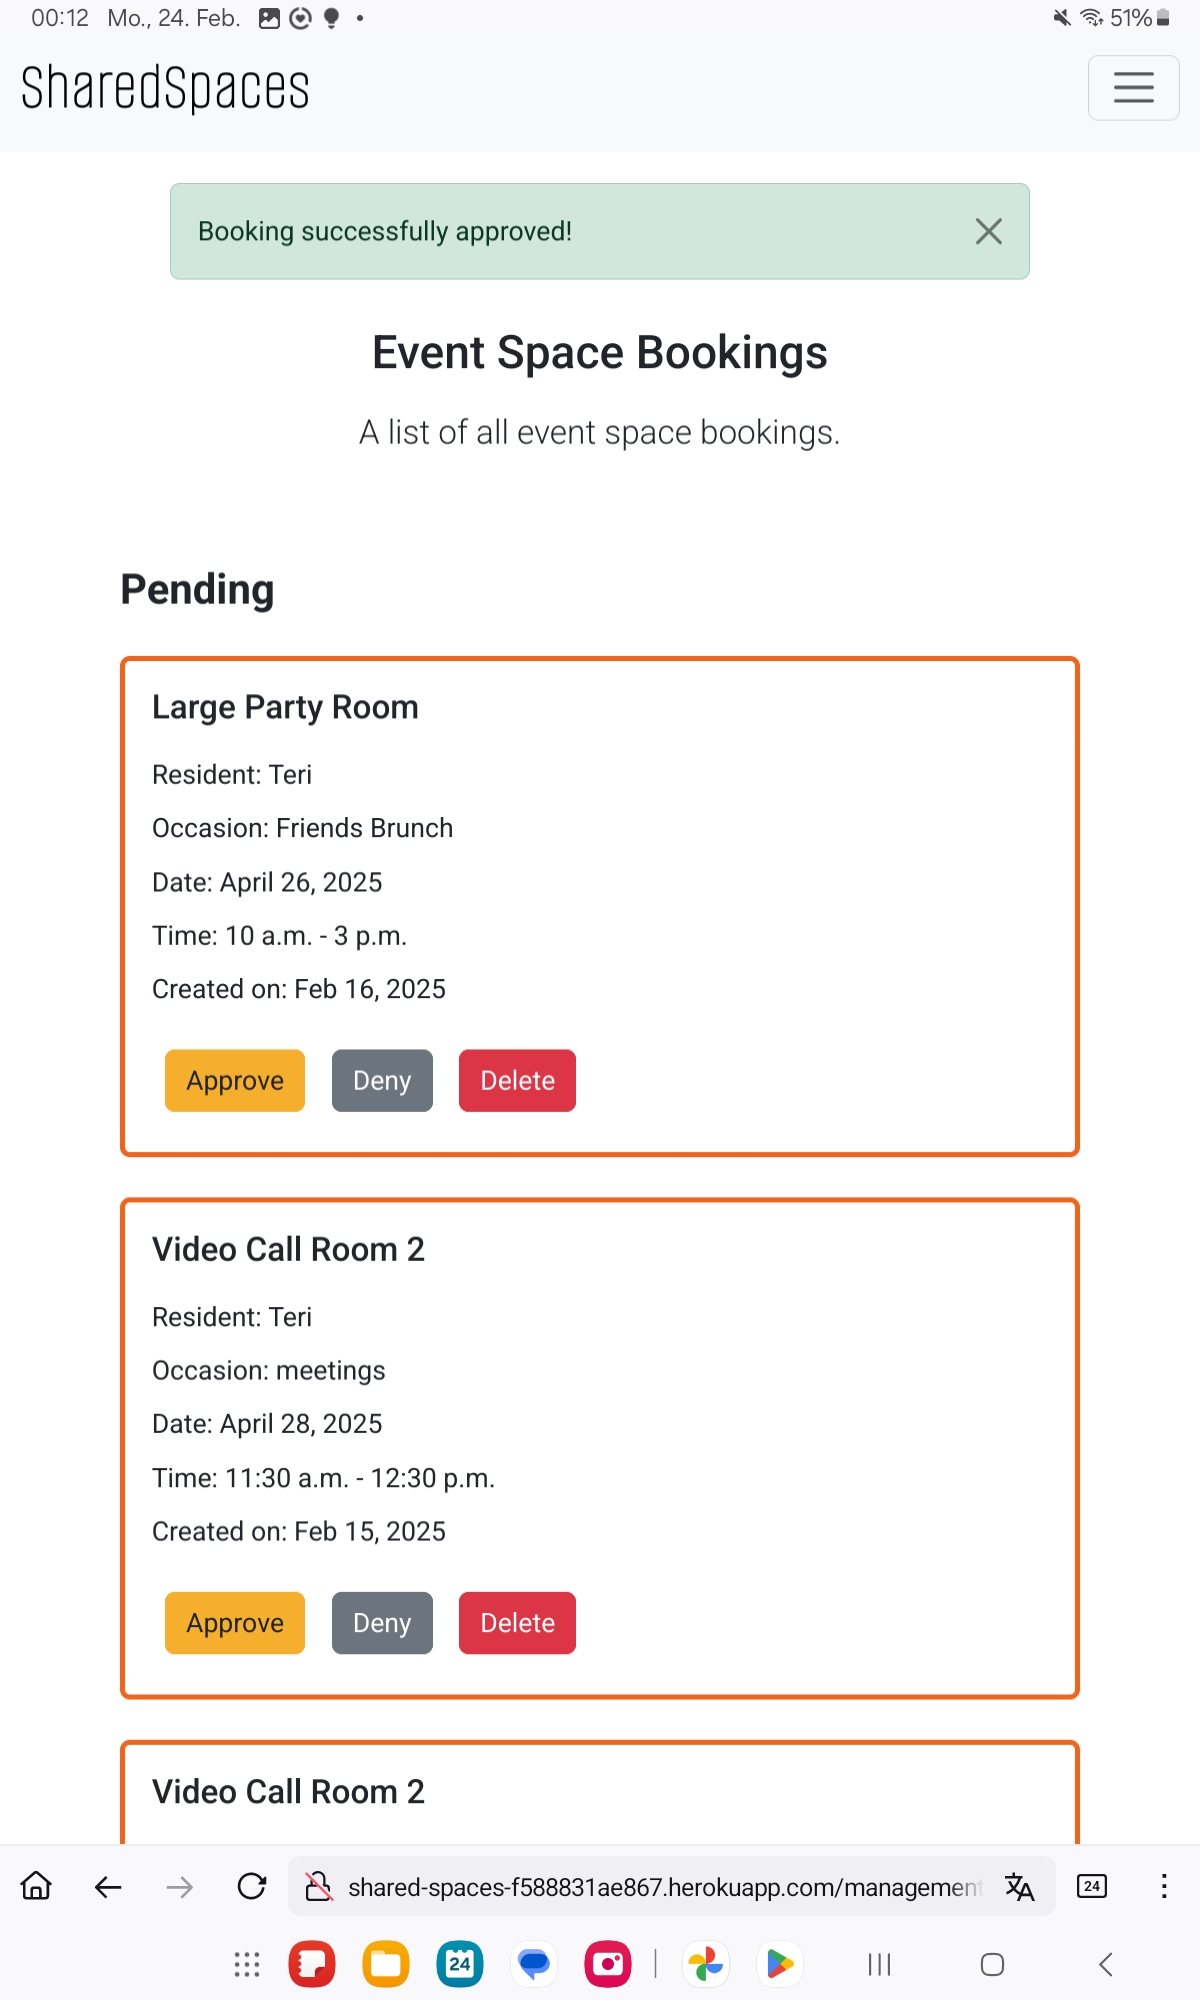 00:12 Mo., 24. Feb.
51%
SharedSpaces
Booking successfully approved!
Event Space Bookings
A list of all event space bookings.
Pending
Large Party Room
Resident: Teri
Occasion: Friends Brunch
Date: April 26, 2025
Time: 10 a.m. - 3 p.m.
Created on: Feb 16, 2025
Approve Deny Delete
Video Call Room 2
Resident: Teri
Occasion: meetings
Date: April 28, 2025
Time: 11:30 a.m. - 12:30 p.m.
Created on: Feb 15, 2025
Approve Deny Delete
Video Call Room 2
shared-spaces-f588831ae867.herokuapp.com/management
24
24